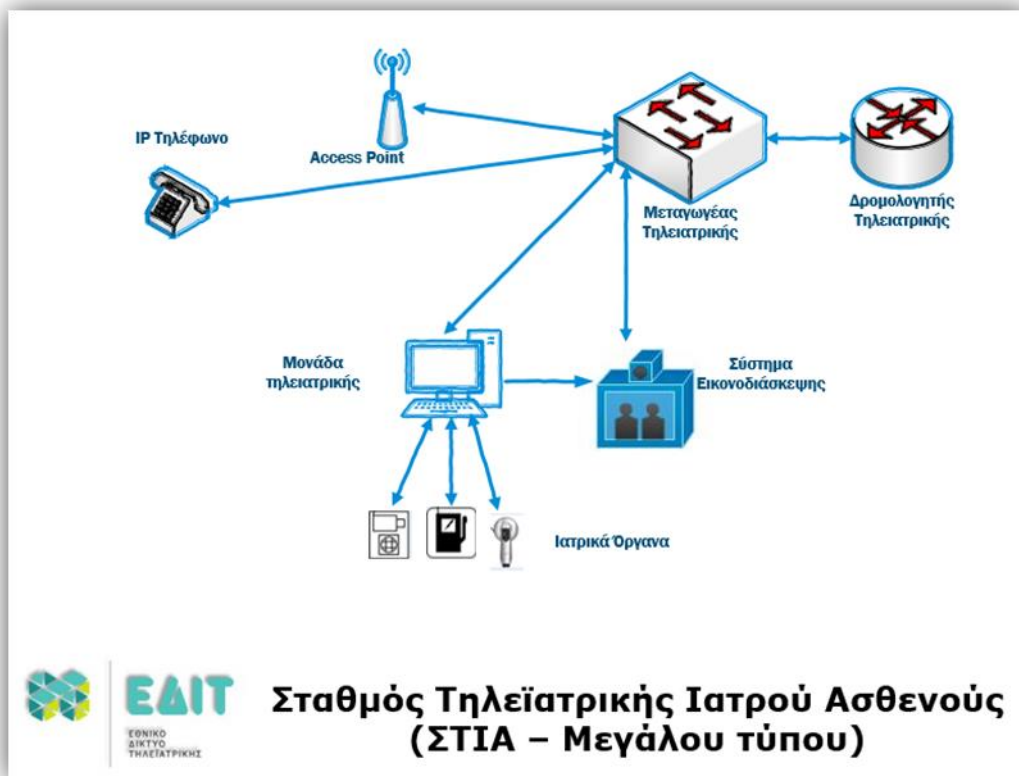 IP Τηλέφωνο
Access Point
Μεταγωγέας
Τηλειατρικής
Δρομολογητής
Τηλειατρικής
Μονάδα
τηλειατρικής
Σύστημα
Εικονοδιάσκεψης
Ιατρικά Όργανα
ΕΔΙΤ
ΕΘΝΙΚΟ
ΔΙΚΤΥΟ
ΤΗΛΕΪΑΤΡΙΚΗΣ
Σταθμός Τηλεϊατρικής Ιατρού Ασθενούς
(ΣΤΙΑ – Μεγάλου τύπου)